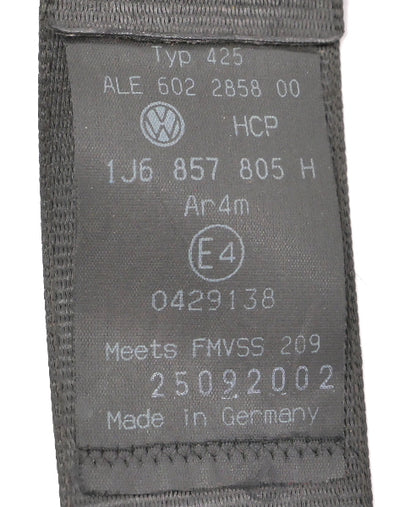 Typ 425
ALE 602 2858 00
HCP
1J6 857 805 H
Ar4m
E4
0429138
Meets FMVSS 209
25092002
Made in Germany